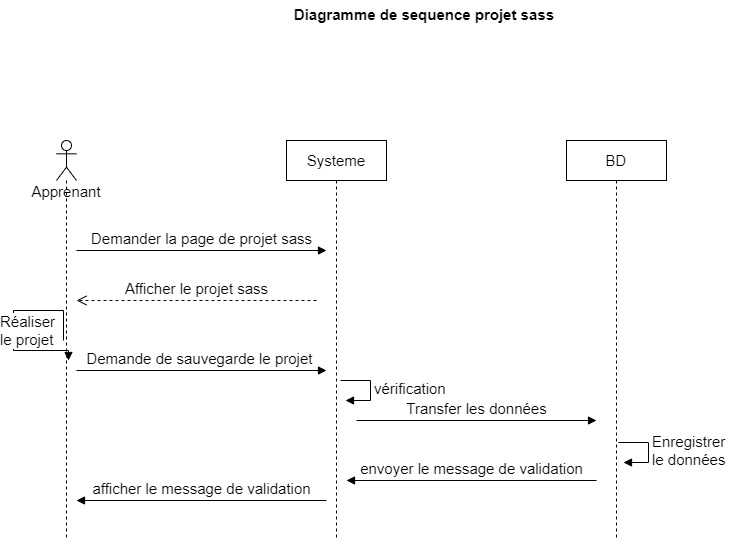 Diagramme de sequence projet sass
Apprenant
Systeme
BD
Demander la page de projet sass
Afficher le projet sass
Réaliser
le projet
Demande de sauvegarde le projet
vérification
Transfer les données
Enregistrer
le données
envoyer le message de validation
afficher le message de validation